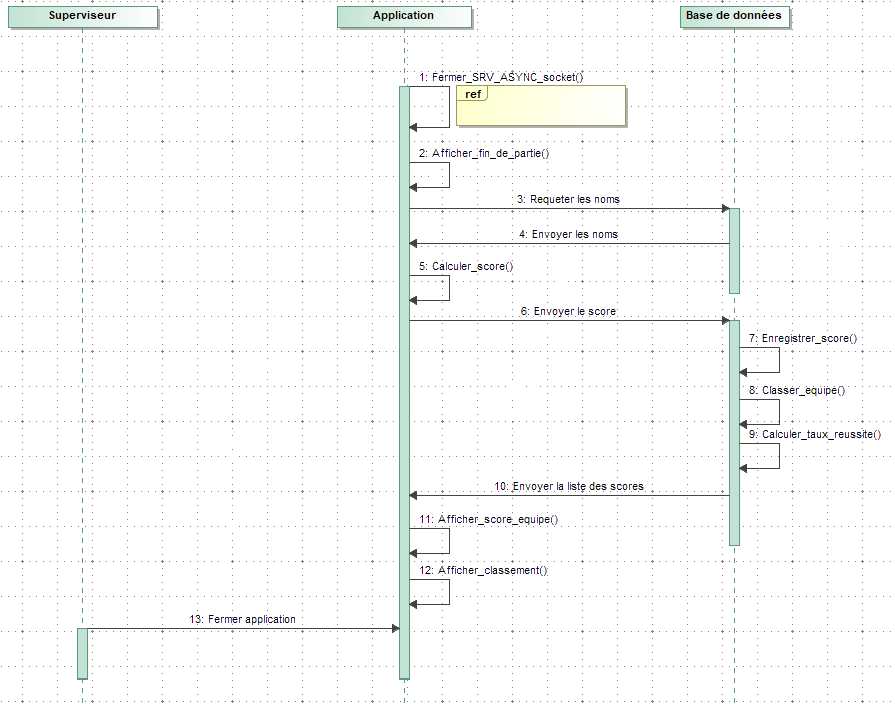 Superviseur
Application
Base de données
1: Fermer_SRV_ASYNC_socket()
ref
2: Afficher_fin_de_partie()
3: Requeter les noms
4: Envoyer les noms
5: Calculer_score()
6: Envoyer le score
7: Enregistrer_score()
8: Classer_equipe()
9: Calculer_taux_reussite()
10: Envoyer la liste des scores
11: Afficher_score_equipe()
12: Afficher_classement()
13: Fermer application